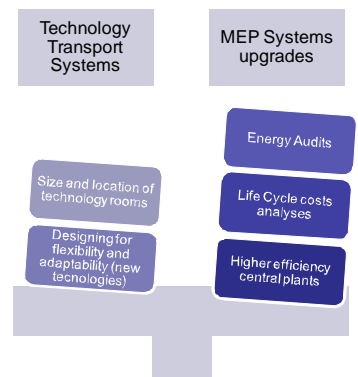 Technology
Transport
Systems
MEP Systems
upgrades
Size and location of
technology rooms
Designing for
flexibility and
adaptability (new
tecnologies)
Energy Audits
Life Cycle costs
analyses
Higher efficiency
central plants